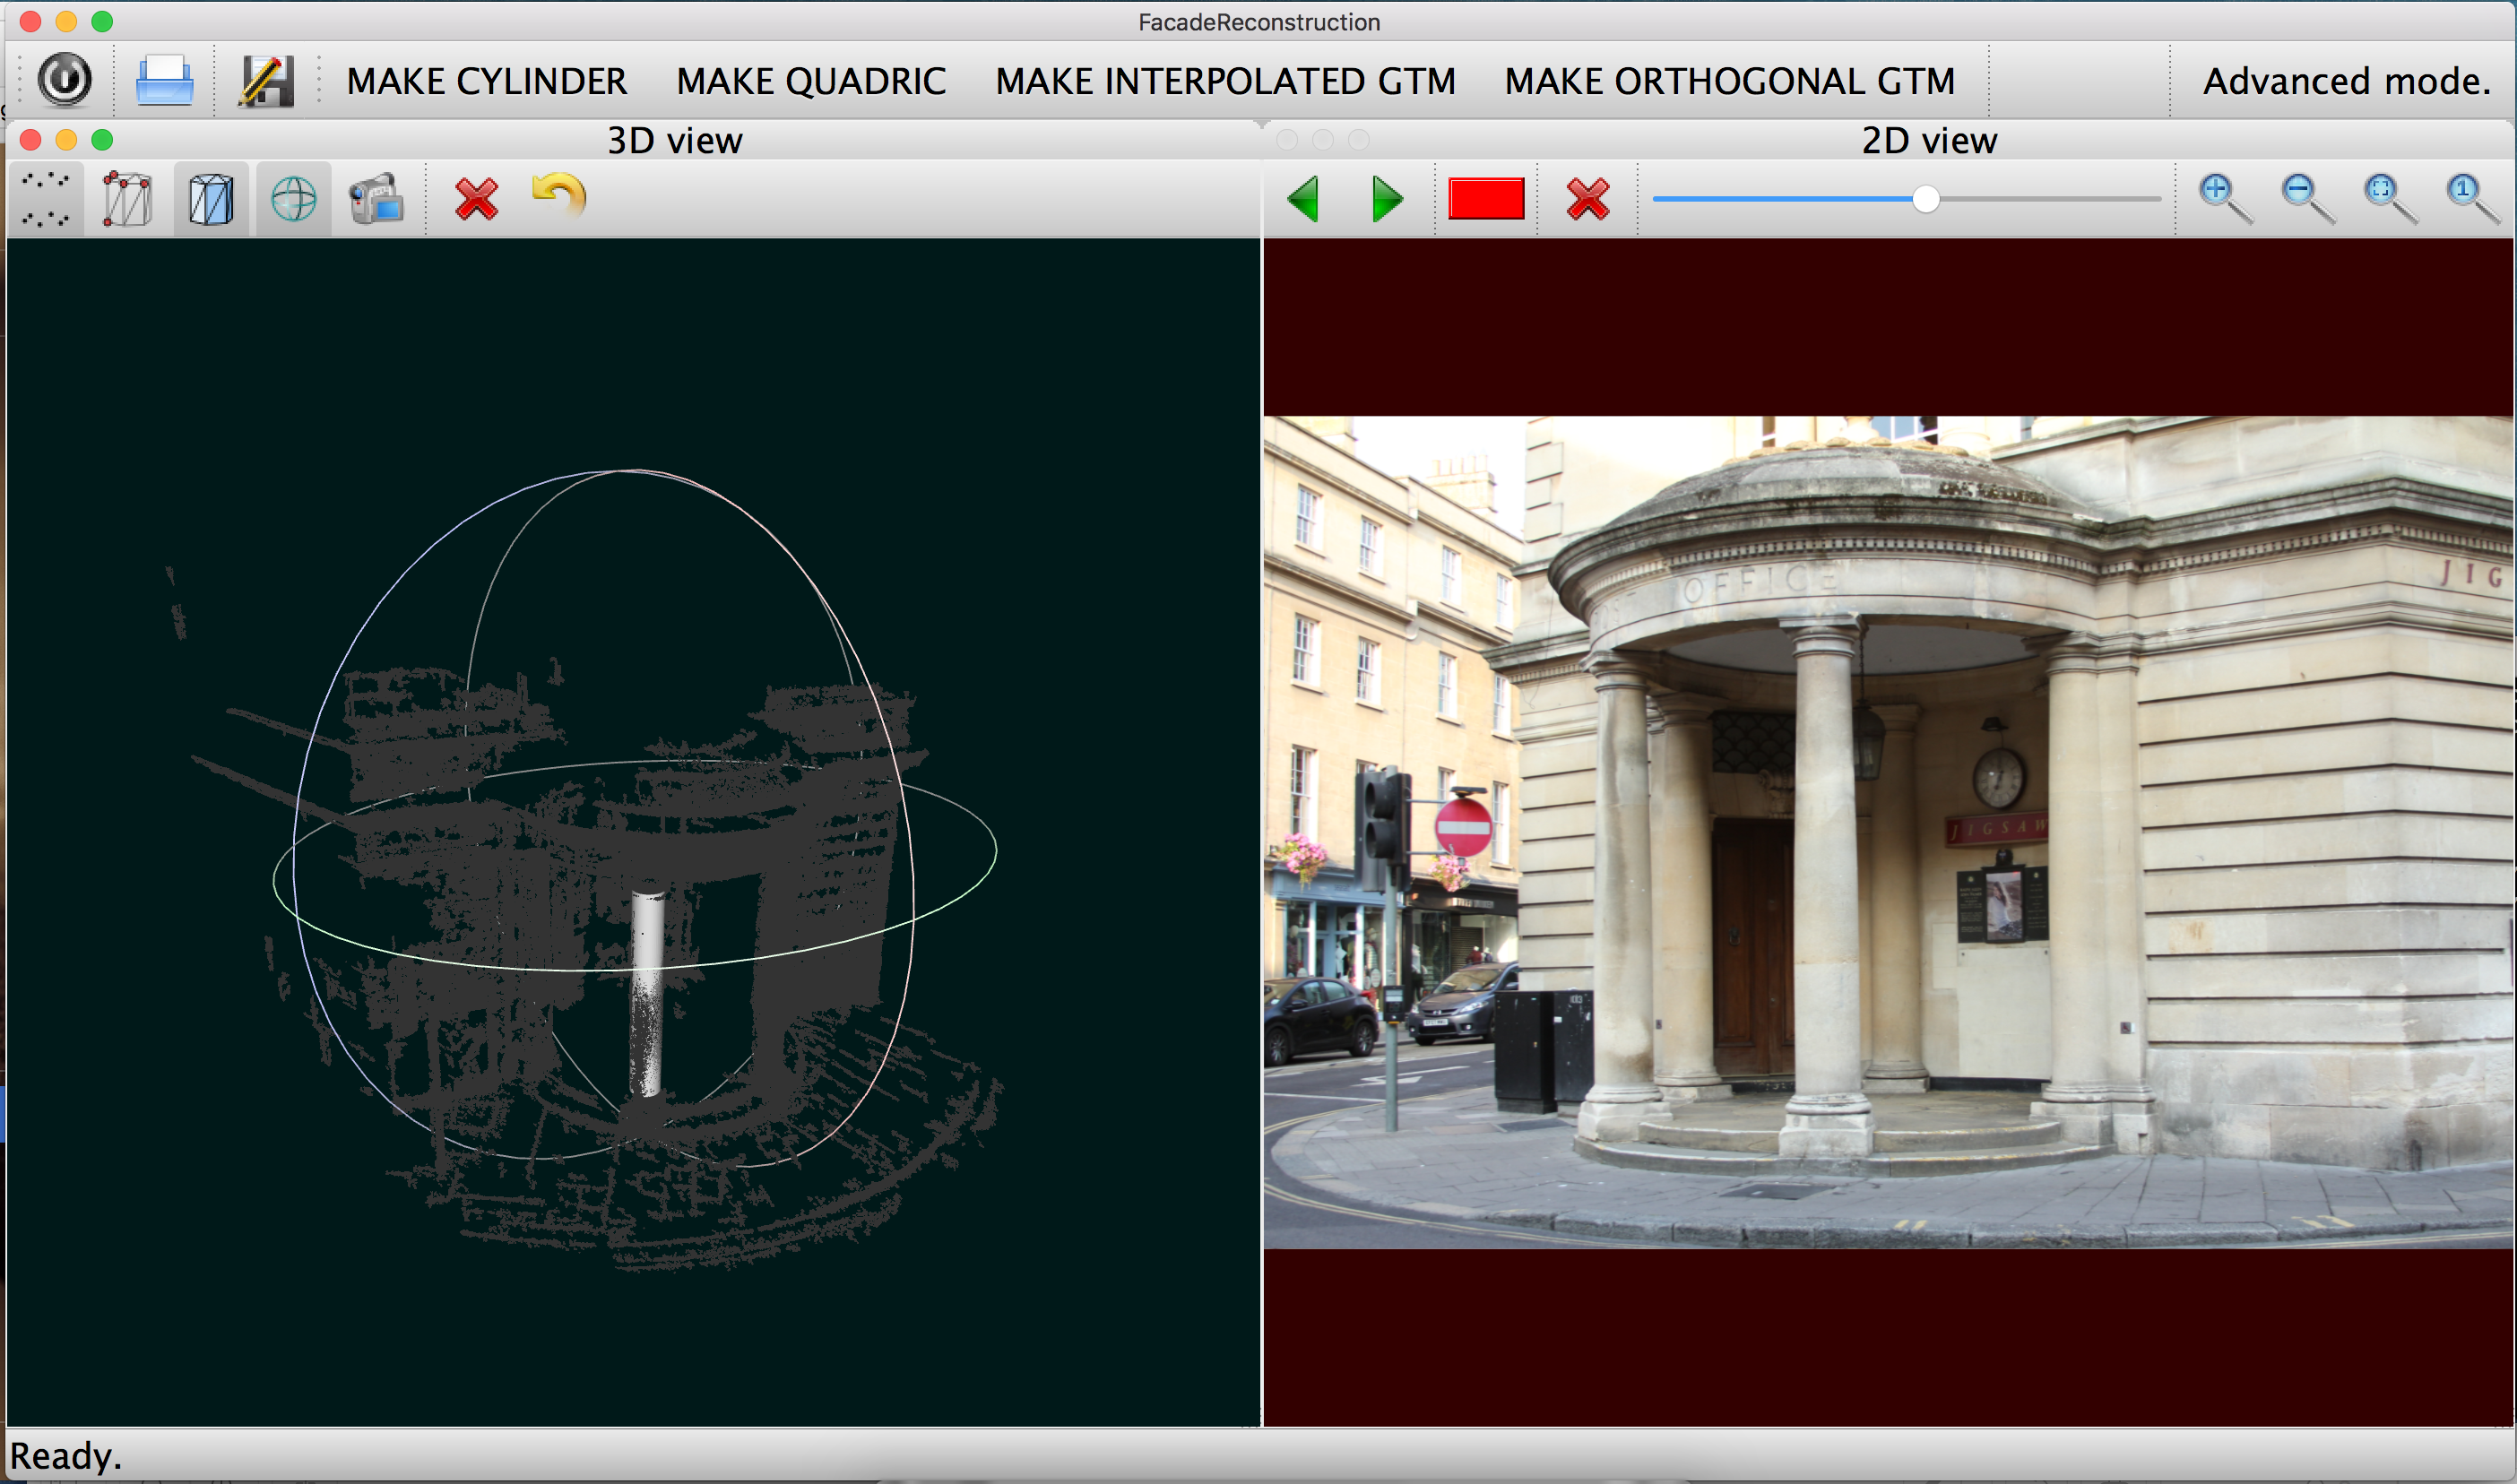 FacadeReconstruction
MAKE CYLINDER MAKE QUADRIC MAKE INTERPOLATED GTM MAKE ORTHOGONAL GTM Advanced mode.
3D view
2D view
1
OFFICE
JIG
JIGSAW
Ready.